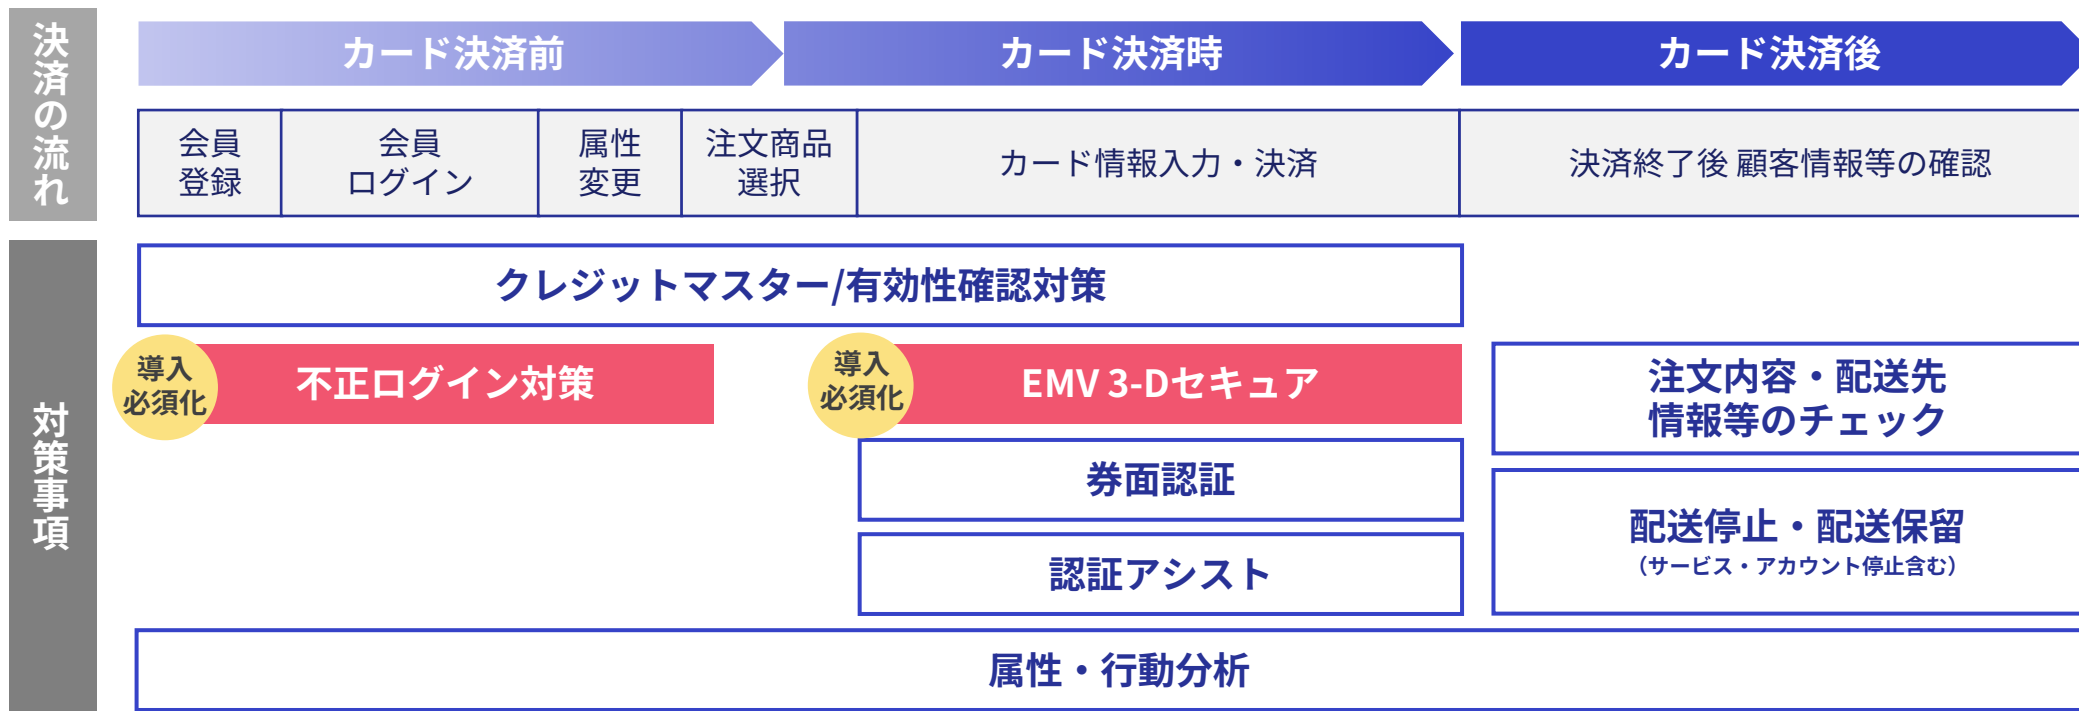 決済の流れ
カード決済前
カード決済時
カード決済後
会員
登録
会員
ログイン
属性
変更
注文商品
選択
カード情報入力・決済
決済終了後 顧客情報等の確認
対策事項
クレジットマスター/有効性確認対策
導入
必須化
不正ログイン対策
導入
必須化
EMV 3-Dセキュア
注文内容・配送先
情報等のチェック
券面認証
認証アシスト
配送停止・配送保留
（サービス・アカウント停止含む）
属性・行動分析